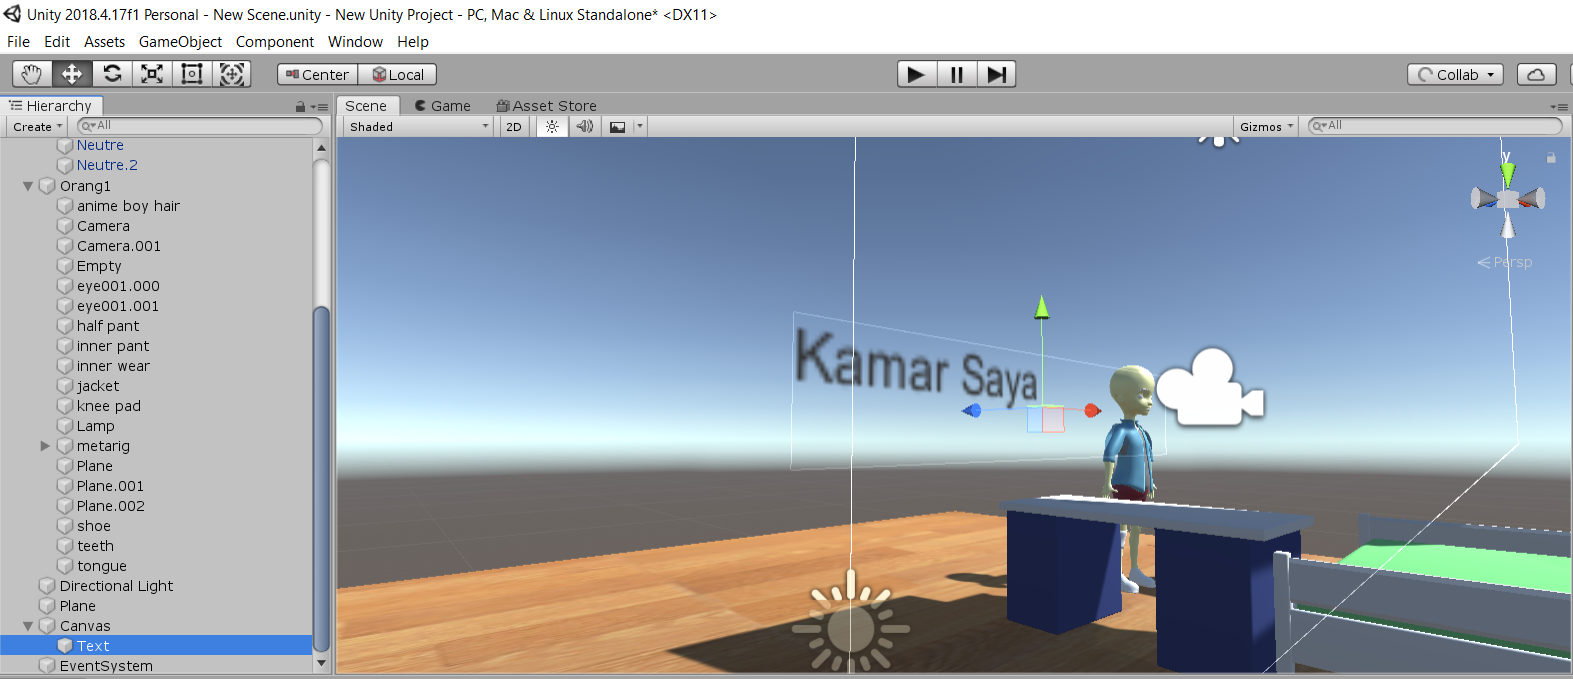 Unity 2018.4.17f1 Personal - New Scene.unity - New Unity Project - PC, Mac & Linux Standalone* <DX11>
File Edit Assets GameObject Component Window Help
Center Local Collab
Hierarchy
Create All
Neutre
Neutre.2
Orang1
anime boy hair
Camera
Camera.001
Empty
eye001.000
eye001.001
half pant
inner pant
inner wear
jacket
knee pad
Lamp
metarig
Plane
Plane.001
Plane.002
shoe
teeth
tongue
Directional Light
Plane
Canvas
Text
EventSystem
Scene Game Asset Store
Shaded 2D Gizmos All
y
Persp
Kamar Saya